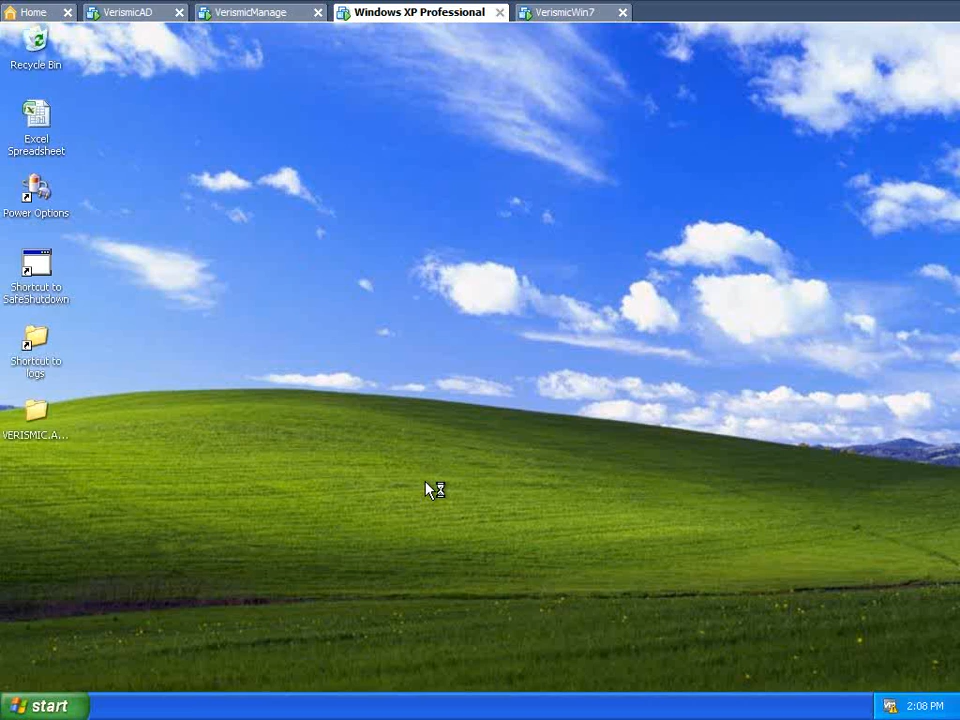 Home
VerismicAD
VerismicManage
Windows XP Professional
VerismicWin7
Recycle Bin
Excel
Spreadsheet
Power Options
Shortcut to
SafeShutdown
Shortcut to
logs
VERISMIC.A...
start
2:08 PM